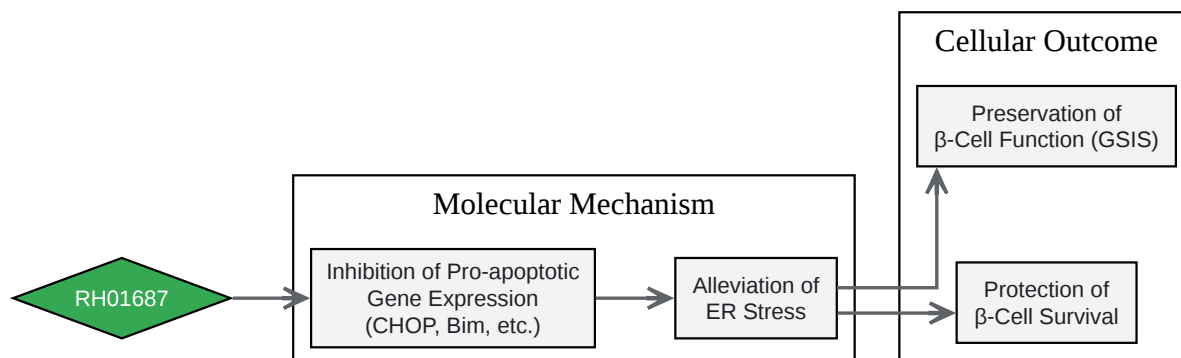 Cellular Outcome
Preservation of
β-Cell Function (GSIS)
Molecular Mechanism
RH01687
Inhibition of Pro-apoptotic
Gene Expression
(CHOP, Bim, etc.)
Alleviation of
ER Stress
Protection of
β-Cell Survival